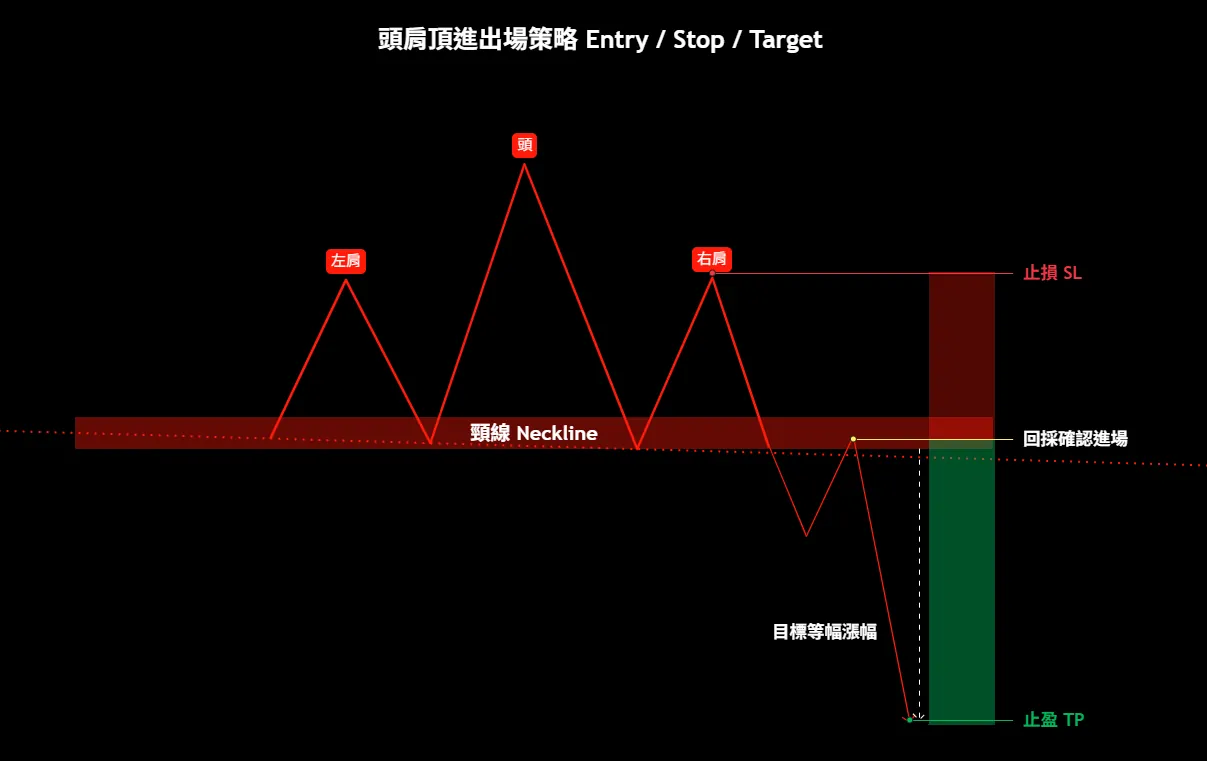 頭肩頂進出場策略 Entry / Stop / Target
頭
左肩
右肩
止損 SL
頸線 Neckline
回採確認進場
目標等幅漲幅
止盈 TP